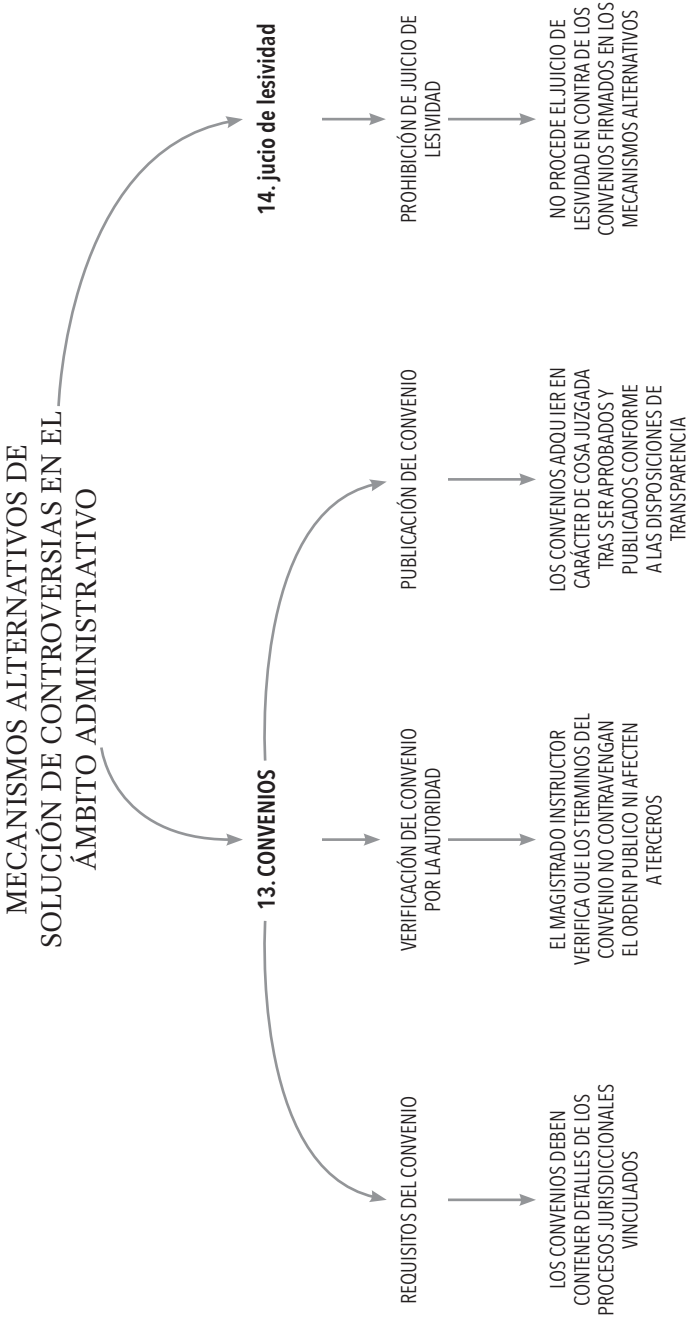 MECANISMOS ALTERNATIVOS DE
SOLUCIÓN DE CONTROVERSIAS EN EL
ÁMBITO ADMINISTRATIVO
13. CONVENIOS
REQUISITOS DEL CONVENIO
LOS CONVENIOS DEBEN
CONTENER DETALLES DE LOS
PROCESOS JURISDICCIONALES
VINCULADOS
VERIFICACIÓN DEL CONVENIO
POR LA AUTORIDAD
EL MAGISTRADO INSTRUCTOR
VERIFICA QUE LOS TERMINOS DEL
CONVENIO NO CONTRAVENGAN
EL ORDEN PUBLICO NI AFECTEN
A TERCEROS
PUBLICACIÓN DEL CONVENIO
LOS CONVENIOS ADQU IER EN
CARÁCTER DE COSA JUZGADA
TRAS SER APROBADOS Y
PUBLICADOS CONFORME
A LAS DISPOSICIONES DE
TRANSPARENCIA
14. jucio de lesividad
PROHIBICIÓN DE JUICIO DE
LESIVIDAD
NO PROCEDE EL JUICIO DE
LESIVIDAD EN CONTRA DE LOS
CONVENIOS FIRMADOS EN LOS
MECANISMOS ALTERNATIVOS